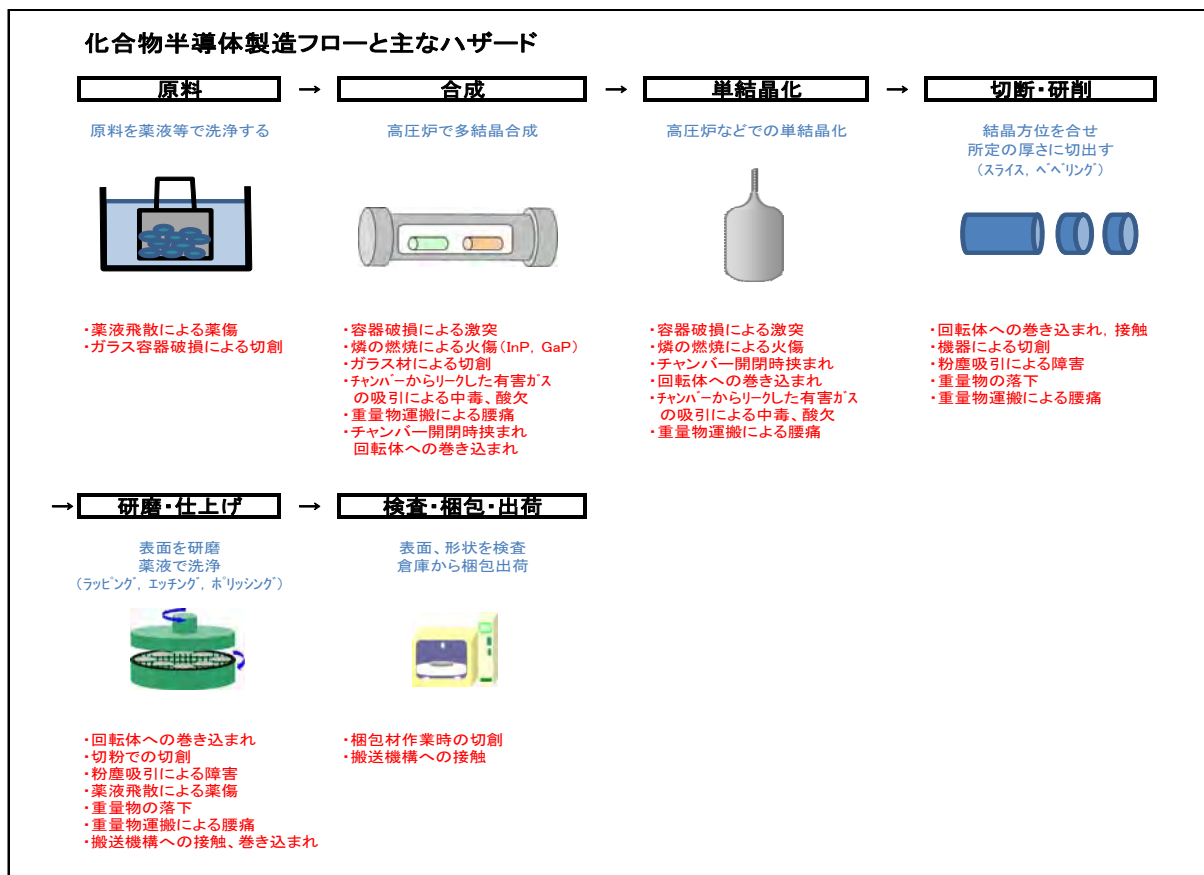 化合物半導体製造フローと主なハザード
原料 → 合成 → 単結晶化 → 切断・研削
原料を薬液等で洗浄する
高圧炉で多結晶合成
高圧炉などでの単結晶化
結晶方位を合せ
所定の厚さに切出す
(スライス, ベベリング)
・薬液飛散による薬傷
・ガラス容器破損による切創
・容器破損による激突
・燐の燃焼による火傷(InP, GaP)
・ガラス材による切創
・チャンバーからリークした有害ガス
の吸引による中毒、酸欠
・重量物運搬による腰痛
・チャンバー開閉時挟まれ
回転体への巻き込まれ
・容器破損による激突
・燐の燃焼による火傷
・チャンバー開閉時挟まれ
・回転体への巻き込まれ
・チャンバーからリークした有害ガス
の吸引による中毒、酸欠
・重量物運搬による腰痛
・回転体への巻き込まれ, 接触
・機器による切創
・粉塵吸引による障害
・重量物の落下
・重量物運搬による腰痛
→ 研磨・仕上げ → 検査・梱包・出荷
表面を研磨
薬液で洗浄
(ラッピング, エッチング, ポリッシング)
表面、形状を検査
倉庫から梱包出荷
・回転体への巻き込まれ
・切粉での切創
・粉塵吸引による障害
・薬液飛散による薬傷
・重量物の落下
・重量物運搬による腰痛
・搬送機構への接触、巻き込まれ
・梱包材作業時の切創
・搬送機構への接触